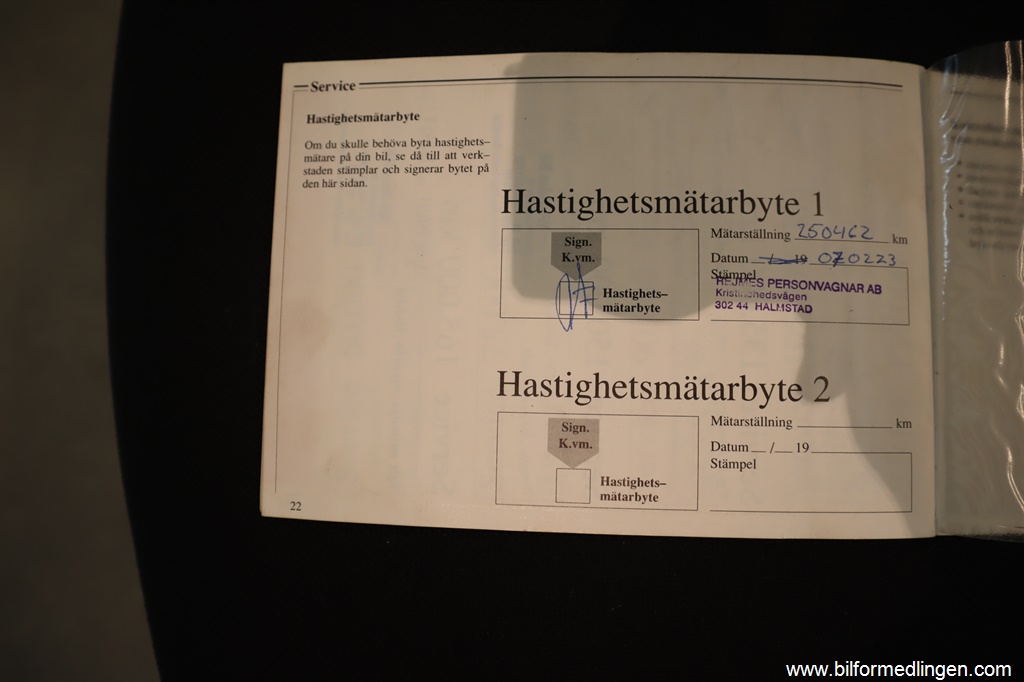 Service
Hastighetsmätarbyte
Om du skulle behöva byta hastighets–
mätare på din bil, se då till att verk–
staden stämplar och signerar bytet på
den här sidan.
Hastighetsmätarbyte 1
Sign.
K.vm.
Hastighets–
mätarbyte
Mätarställning 250462 km
Datum / 19 070223
Stämpel
REJMES PERSONVAGNAR AB
302 44 HALMSTAD
Hastighetsmätarbyte 2
Sign.
K.vm.
Hastighets–
mätarbyte
Mätarställning km
Datum / 19
Stämpel
22
www.bilformedlingen.com